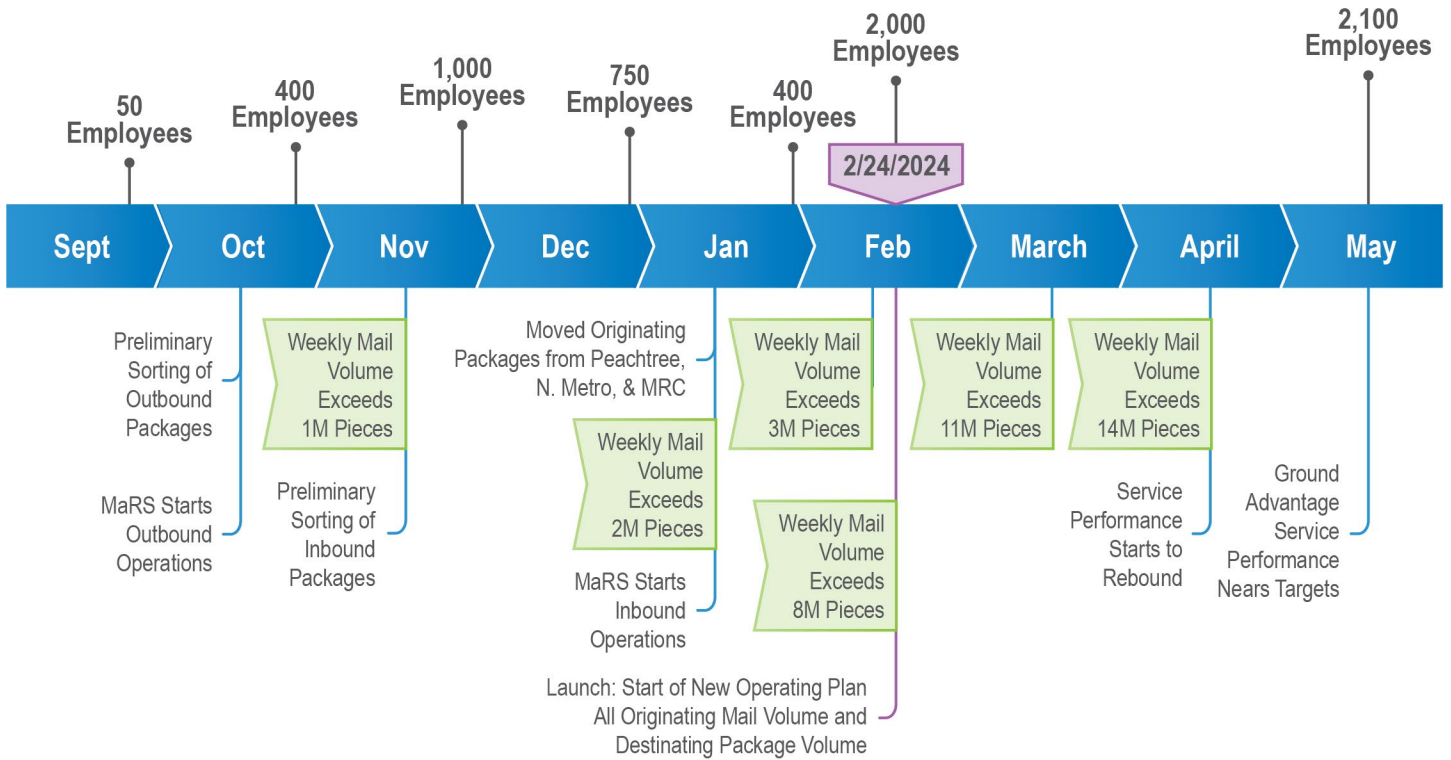 50
Employees
400
Employees
1,000
Employees
750
Employees
400
Employees
2,000
Employees
2,100
Employees
2/24/2024
Sept
Oct
Nov
Dec
Jan
Feb
March
April
May
Preliminary
Sorting of
Outbound
Packages
MaRS Starts
Outbound
Operations
Weekly Mail
Volume
Exceeds
1M Pieces
Preliminary
Sorting of
Inbound
Packages
Moved Originating
Packages from Peachtree,
N. Metro, & MRC
Weekly Mail
Volume
Exceeds
2M Pieces
MaRS Starts
Inbound
Operations
Weekly Mail
Volume
Exceeds
3M Pieces
Weekly Mail
Volume
Exceeds
8M Pieces
Launch: Start of New Operating Plan
All Originating Mail Volume and
Destinating Package Volume
Weekly Mail
Volume
Exceeds
11M Pieces
Weekly Mail
Volume
Exceeds
14M Pieces
Service
Performance
Starts to
Rebound
Ground
Advantage
Service
Performance
Nears Targets